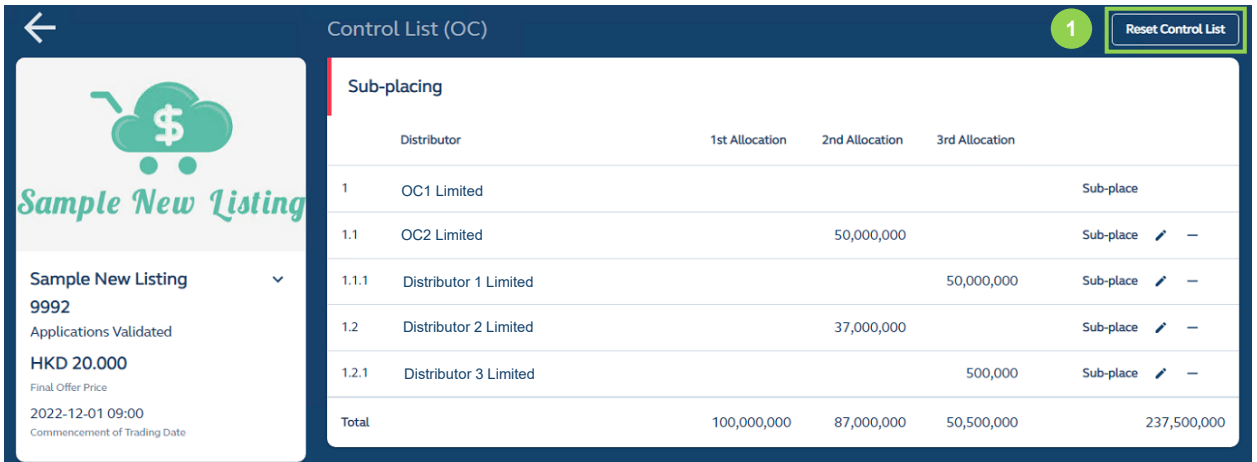 Control List (OC)
1
Reset Control List
$
Sample New Listing
Sample New Listing
9992
Applications Validated
HKD 20.000
Final Offer Price
2022-12-01 09:00
Commencement of Trading Date
Sub-placing
Distributor 1st Allocation 2nd Allocation 3rd Allocation
1 OC1 Limited Sub-place
1.1 OC2 Limited 50,000,000 Sub-place
1.1.1 Distributor 1 Limited 50,000,000 Sub-place
1.2 Distributor 2 Limited 37,000,000 Sub-place
1.2.1 Distributor 3 Limited 500,000 Sub-place
Total 100,000,000 87,000,000 50,500,000 237,500,000